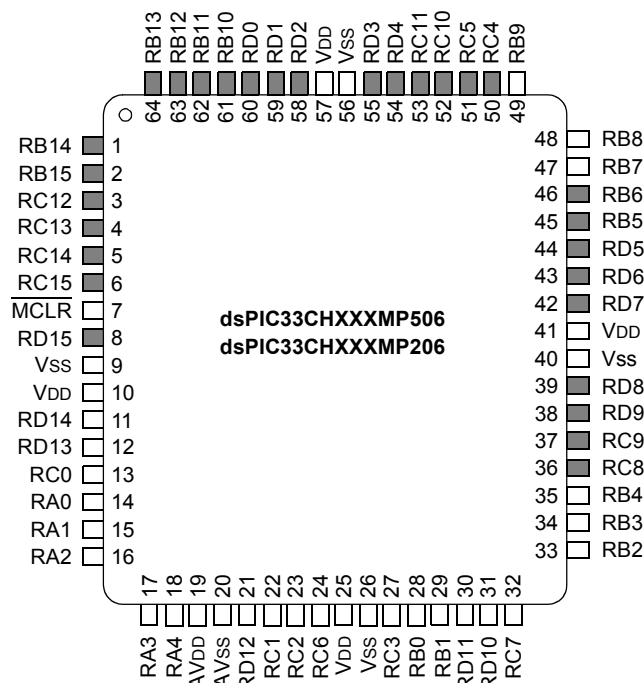 RB13 RB12 RB11 RB10 RD0 RD1 RD2 VDD VSS RD3 RD4 RC11 RC10 RC5 RC4 RB9
64 63 62 61 60 59 58 57 56 55 54 53 52 51 50 49
RB14 1
RB15 2
RC12 3
RC13 4
RC14 5
RC15 6
MCLR 7
RD15 8
VSS 9
VDD 10
RD14 11
RD13 12
RC0 13
RA0 14
RA1 15
RA2 16
dsPIC33CHXXXMP506
dsPIC33CHXXXMP206
48 RB8
47 RB7
46 RB6
45 RB5
44 RD5
43 RD6
42 RD7
41 VDD
40 Vss
39 RD8
38 RD9
37 RC9
36 RC8
35 RB4
34 RB3
33 RB2
17 18 19 20 21 22 23 24 25 26 27 28 29 30 31 32
RA3 RA4 AVDD AVSS RD12 RC1 RC2 RC6 VDD VSS RC3 RB0 RB1 RD11 RD10 RC7